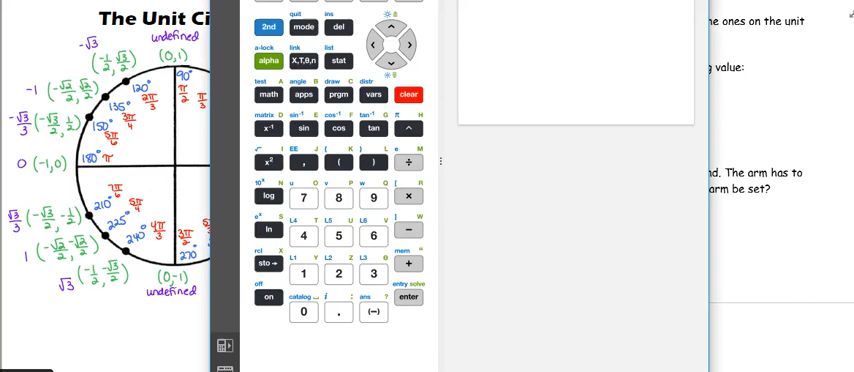 The Unit Ci
undefined
(0,1)
-√3 (-1/2, √3/2)
-1 (-√2/2, √2/2)
-√3/3 (-√3/2, 1/2)
0 (-1,0)
√3/3 (-√3/2, -1/2)
1 (-√2/2, -√2/2)
√3 (-1/2, -√3/2)
(0,-1)
undefined
90° π/2 π/3
120° 2π/3
135° 3π/4
150° 5π/6
180° π
210° 7π/6
225° 5π/4
240° 4π/3
270° 3π/2
quit ins
2nd mode del
a-lock link list
alpha X,T,θ,n stat
test A angle B draw C distr
math apps prgm vars clear
matrix D sin⁻¹ E cos⁻¹ F tan⁻¹ G π H
x⁻¹ sin cos tan ^
√ I EE J { K } L e M
x² , ( ) ÷
10ˣ N u O v P w Q [ R
log 7 8 9 ×
eˣ S L4 T L5 U L6 V ] W
ln 4 5 6 −
rcl X L1 Y L2 Z L3 θ mem "
sto→ 1 2 3 +
off catalog i : ans ? entry solve
on 0 . (−) enter
he ones on the unit
g value:
nd. The arm has to
arm be set?